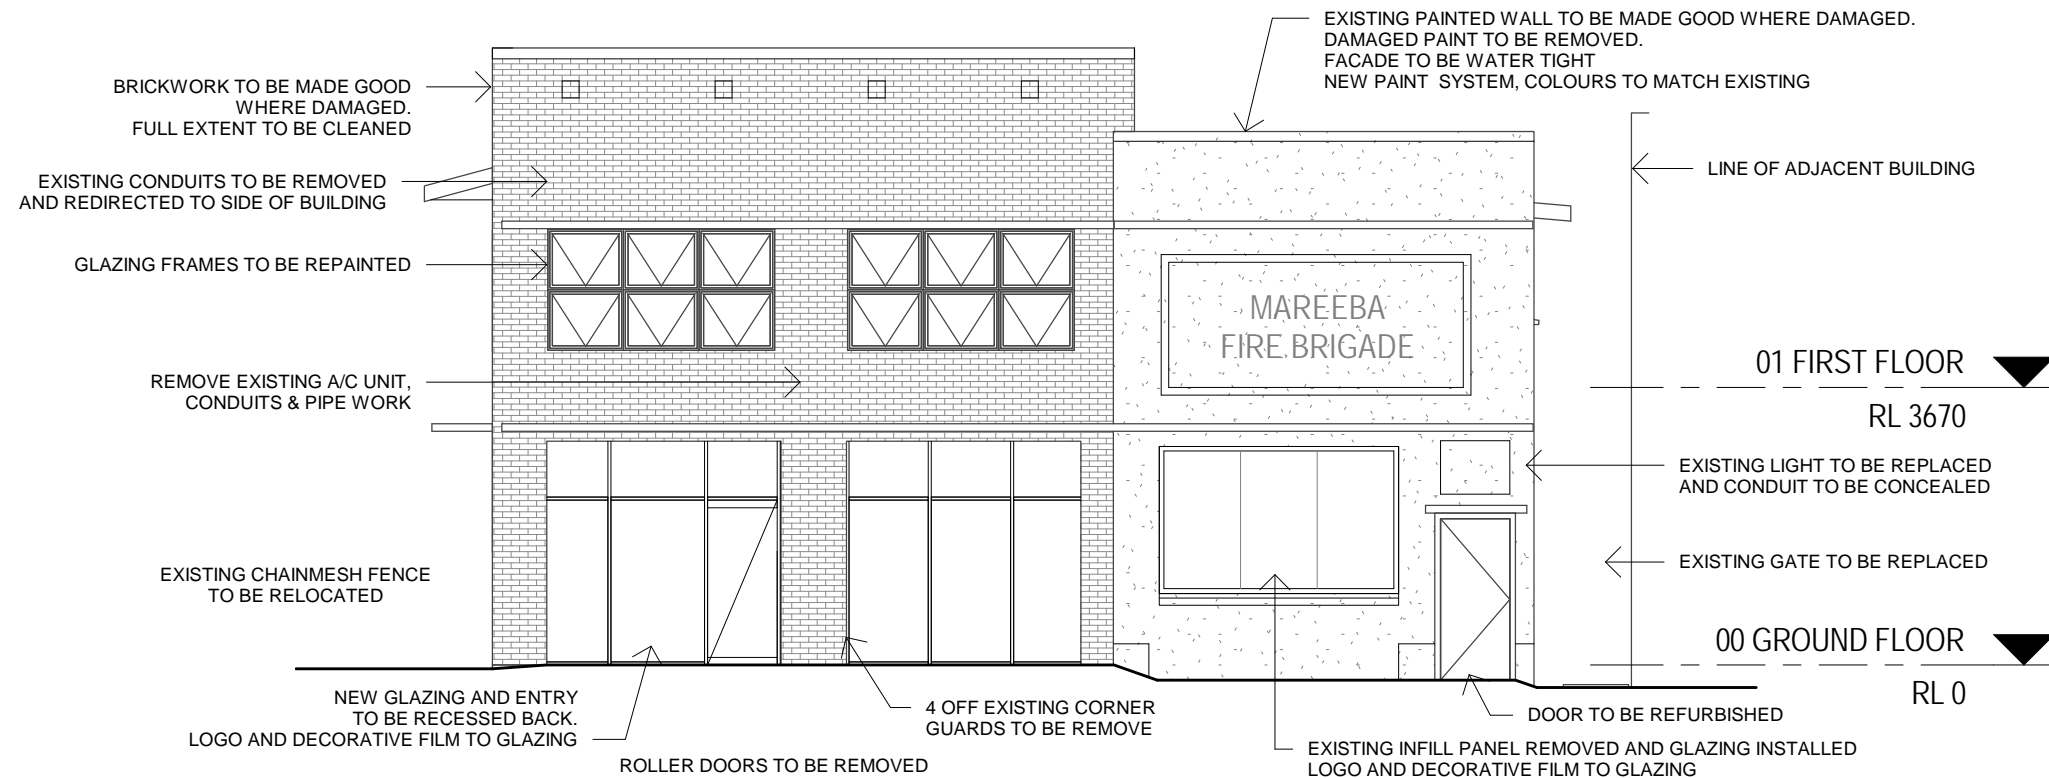 EXISTING PAINTED WALL TO BE MADE GOOD WHERE DAMAGED.
DAMAGED PAINT TO BE REMOVED.
FACADE TO BE WATER TIGHT
NEW PAINT SYSTEM, COLOURS TO MATCH EXISTING
BRICKWORK TO BE MADE GOOD
WHERE DAMAGED.
FULL EXTENT TO BE CLEANED
LINE OF ADJACENT BUILDING
EXISTING CONDUITS TO BE REMOVED
AND REDIRECTED TO SIDE OF BUILDING
GLAZING FRAMES TO BE REPAINTED
MAREEBA
FIRE BRIGADE
REMOVE EXISTING A/C UNIT,
CONDUITS & PIPE WORK
01 FIRST FLOOR
RL 3670
EXISTING LIGHT TO BE REPLACED
AND CONDUIT TO BE CONCEALED
EXISTING CHAINMESH FENCE
TO BE RELOCATED
EXISTING GATE TO BE REPLACED
00 GROUND FLOOR
RL 0
NEW GLAZING AND ENTRY
TO BE RECESSED BACK.
LOGO AND DECORATIVE FILM TO GLAZING
4 OFF EXISTING CORNER
GUARDS TO BE REMOVE
DOOR TO BE REFURBISHED
ROLLER DOORS TO BE REMOVED
EXISTING INFILL PANEL REMOVED AND GLAZING INSTALLED
LOGO AND DECORATIVE FILM TO GLAZING